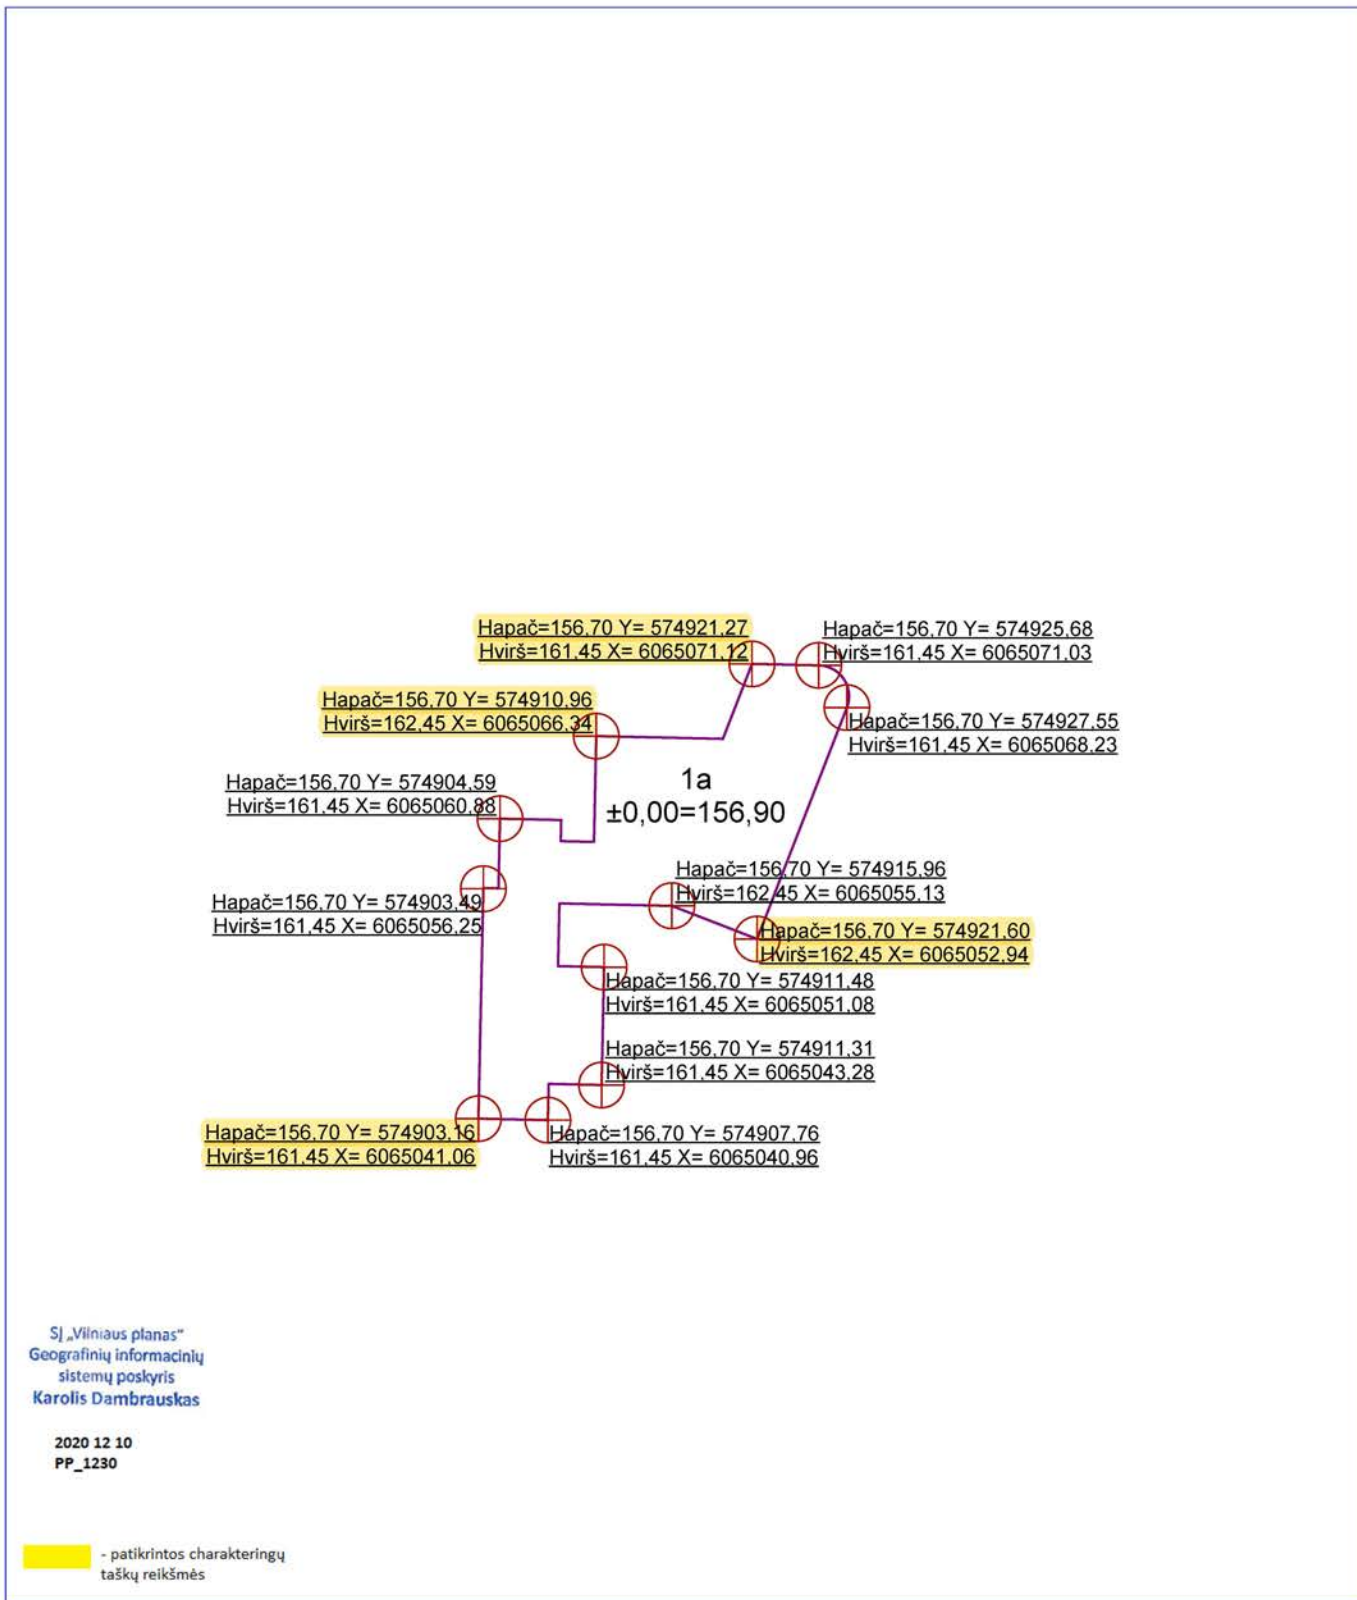 Hapač=156,70 Y= 574921,27
Hvirš=161,45 X= 6065071,12
Hapač=156,70 Y= 574925,68
Hvirš=161,45 X= 6065071,03
Hapač=156,70 Y= 574910,96
Hvirš=162,45 X= 6065066,34
Hapač=156,70 Y= 574927,55
Hvirš=161,45 X= 6065068,23
Hapač=156,70 Y= 574904,59
Hvirš=161,45 X= 6065060,88
1a
±0,00=156,90
Hapač=156,70 Y= 574915,96
Hvirš=162,45 X= 6065055,13
Hapač=156,70 Y= 574903,49
Hvirš=161,45 X= 6065056,25
Hapač=156,70 Y= 574921,60
Hvirš=162,45 X= 6065052,94
Hapač=156,70 Y= 574911,48
Hvirš=161,45 X= 6065051,08
Hapač=156,70 Y= 574911,31
Hvirš=161,45 X= 6065043,28
Hapač=156,70 Y= 574903,16
Hvirš=161,45 X= 6065041,06
Hapač=156,70 Y= 574907,76
Hvirš=161,45 X= 6065040,96
SĮ „Vilniaus planas“
Geografinių informacinių
sistemų poskyris
Karolis Dambrauskas
2020 12 10
PP_1230
- patikrintos charakteringų
taškų reikšmės